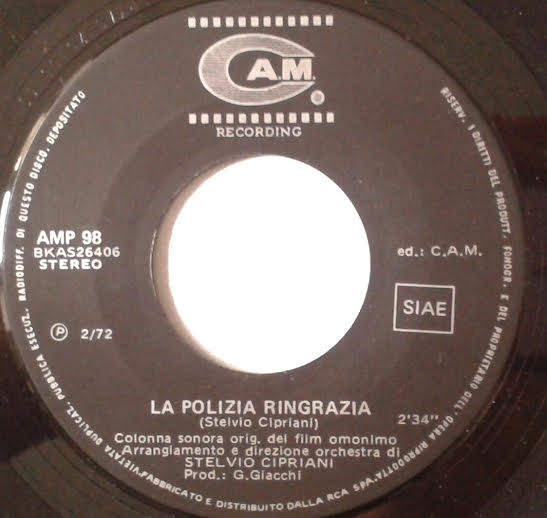 C.A.M.
RECORDING
AMP 98
BKAS26406
STEREO
ed.: C.A.M.
SIAE
Ⓟ 2/72
LA POLIZIA RINGRAZIA
(Stelvio Cipriani)
2'34"
Colonna sonora orig. del film omonimo
Arrangiamento e direzione orchestra di
STELVIO CIPRIANI
Prod.: G.Giacchi
RISERV. I DIRITTI DEL PRODUTT. FONOGR. E DEL PROPRIETARIO DELL'OPERA RIPRODOTTA. VIETATA DUPLICAZ. PUBBLICA ESECUZ. RADIODIFF. DI QUESTO DISCO. DEPOSITATO
FABBRICATO E DISTRIBUITO DALLA RCA SpA.